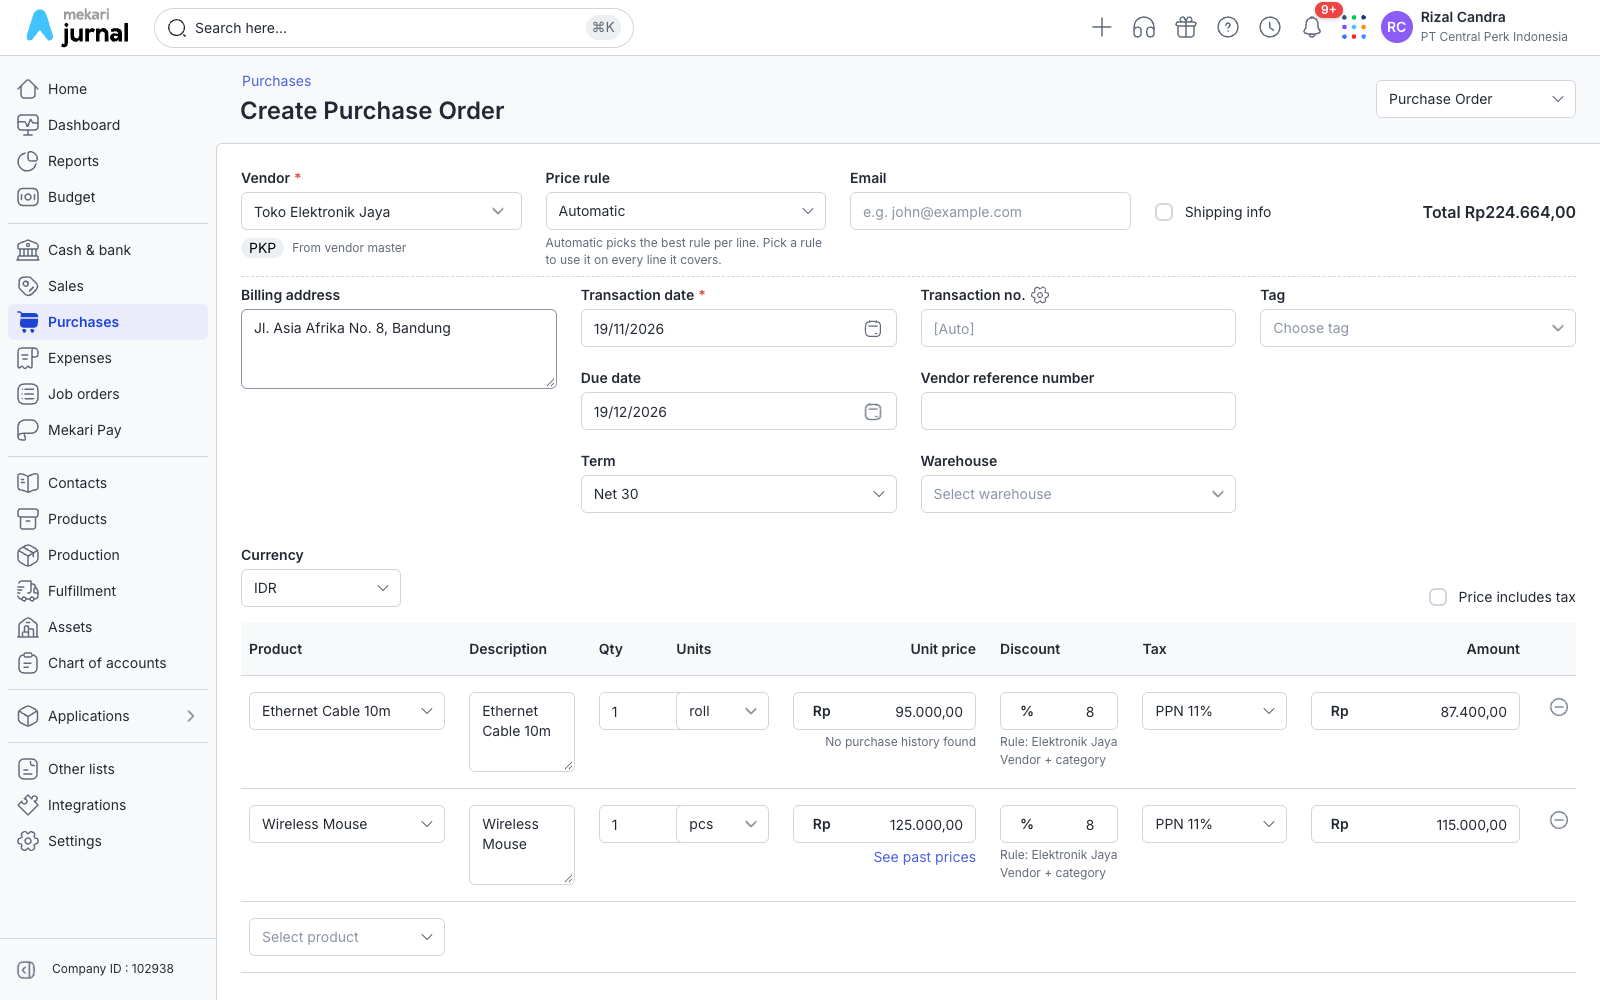 mekari
jurnal
Search here...
⌘K
9+
RC
Rizal Candra
PT Central Perk Indonesia
Home
Dashboard
Reports
Budget
Cash & bank
Sales
Purchases
Expenses
Job orders
Mekari Pay
Contacts
Products
Production
Fulfillment
Assets
Chart of accounts
Applications
Other lists
Integrations
Settings
Company ID : 102938
Purchases
Create Purchase Order
Purchase Order
Vendor *
Toko Elektronik Jaya
PKP From vendor master
Price rule
Automatic
Automatic picks the best rule per line. Pick a rule
to use it on every line it covers.
Email
e.g. john@example.com
Shipping info
Total Rp224.664,00
Billing address
Jl. Asia Afrika No. 8, Bandung
Transaction date *
19/11/2026
Transaction no.
[Auto]
Tag
Choose tag
Due date
19/12/2026
Vendor reference number
Term
Net 30
Warehouse
Select warehouse
Currency
IDR
Price includes tax
Product Description Qty Units Unit price Discount Tax Amount
Ethernet Cable 10m
Ethernet
Cable 10m
1
roll
Rp 95.000,00
No purchase history found
% 8
Rule: Elektronik Jaya
Vendor + category
PPN 11%
Rp 87.400,00
Wireless Mouse
Wireless
Mouse
1
pcs
Rp 125.000,00
See past prices
% 8
Rule: Elektronik Jaya
Vendor + category
PPN 11%
Rp 115.000,00
Select product